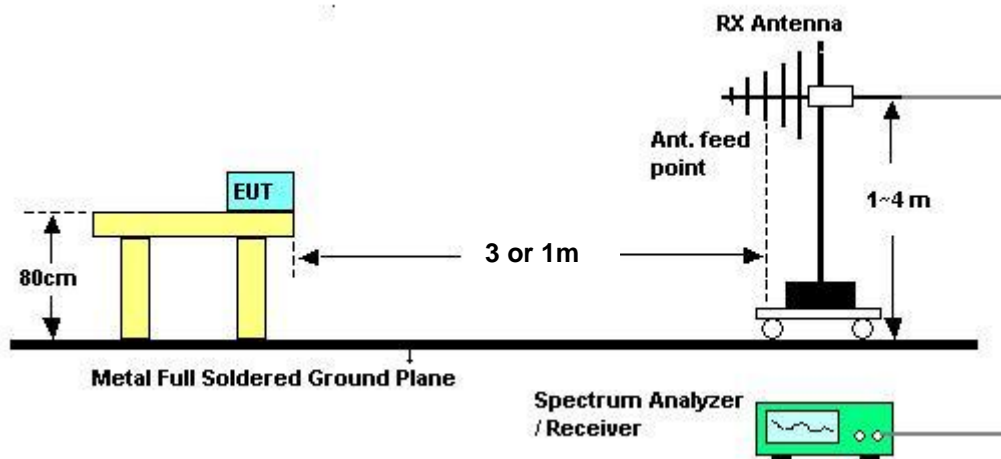 RX Antenna
Ant. feed
point
EUT
1~4 m
3 or 1m
80cm
Metal Full Soldered Ground Plane
Spectrum Analyzer
/ Receiver